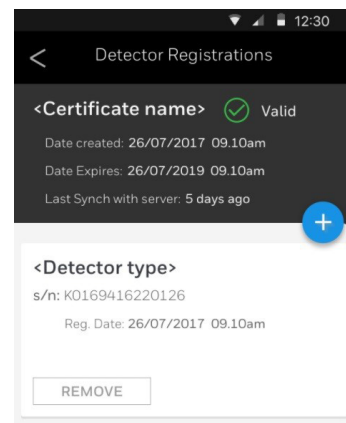 12:30
< Detector Registrations
<Certificate name> Valid
Date created: 26/07/2017 09.10am
Date Expires: 26/07/2019 09.10am
Last Synch with server: 5 days ago
+
<Detector type>
s/n: K0169416220126
Reg. Date: 26/07/2017 09.10am
REMOVE